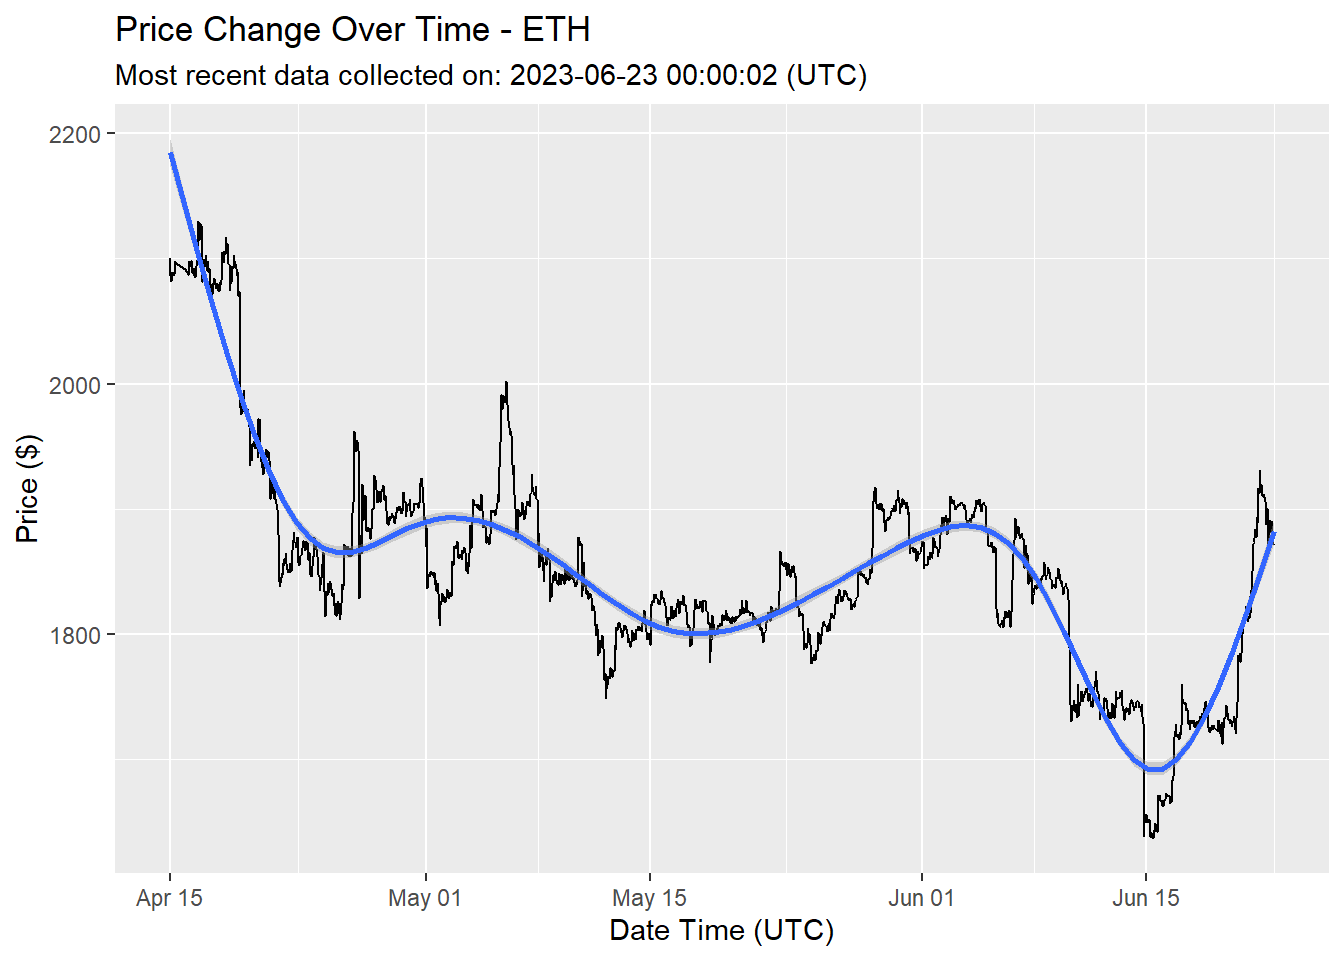 Price Change Over Time - ETH
Most recent data collected on: 2023-06-23 00:00:02 (UTC)
2200
2000
1800
Price ($)
Apr 15
May 01
May 15
Jun 01
Jun 15
Date Time (UTC)